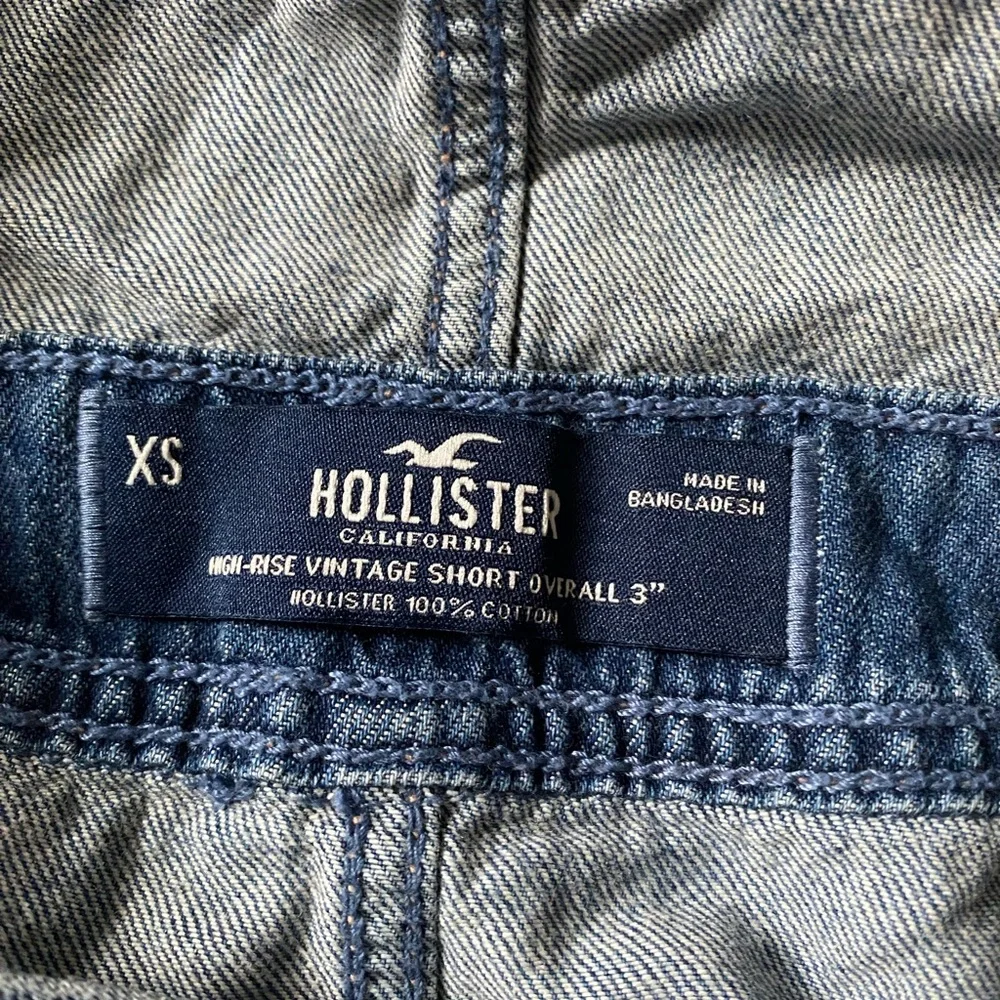 XS
HOLLISTER
CALIFORNIA
HIGH-RISE VINTAGE SHORT OVERALL 3”
HOLLISTER 100% COTTON
MADE IN
BANGLADESH